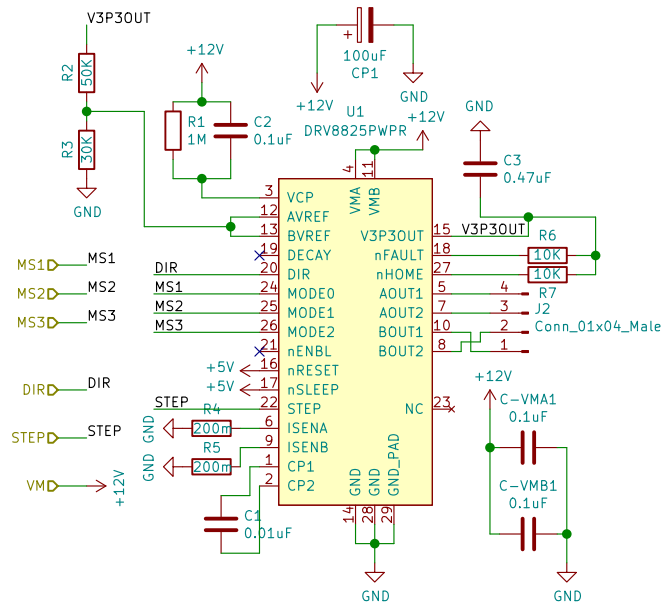 V3P3OUT
R2
50K
R3
30K
GND
+12V
R1
1M
C2
0.1uF
+
100uF
CP1
+12V
GND
U1
DRV8825PWPR
+12V
GND
C3
0.47uF
4
VMA
11
VMB
3
VCP
12
AVREF
13
BVREF
19
DECAY
DIR
20
DIR
MS1
24
MODE0
MS2
25
MODE1
MS3
26
MODE2
21
nENBL
+5V
16
nRESET
+5V
17
nSLEEP
STEP
22
STEP
GND
R4
200m
6
ISENA
GND
R5
200m
9
ISENB
1
CP1
2
CP2
C1
0.01uF
V3P3OUT
15
V3P3OUT
nFAULT
18
R6
10K
nHOME
27
10K
R7
AOUT1
5
4
AOUT2
7
3
BOUT1
10
2
BOUT2
8
1
J2
Conn_01x04_Male
NC
23
GND
14
GND
28
GND_PAD
29
GND
+12V
C-VMA1
0.1uF
C-VMB1
0.1uF
GND
MS1
MS1
MS2
MS2
MS3
MS3
DIR
DIR
STEP
STEP
VM
+12V